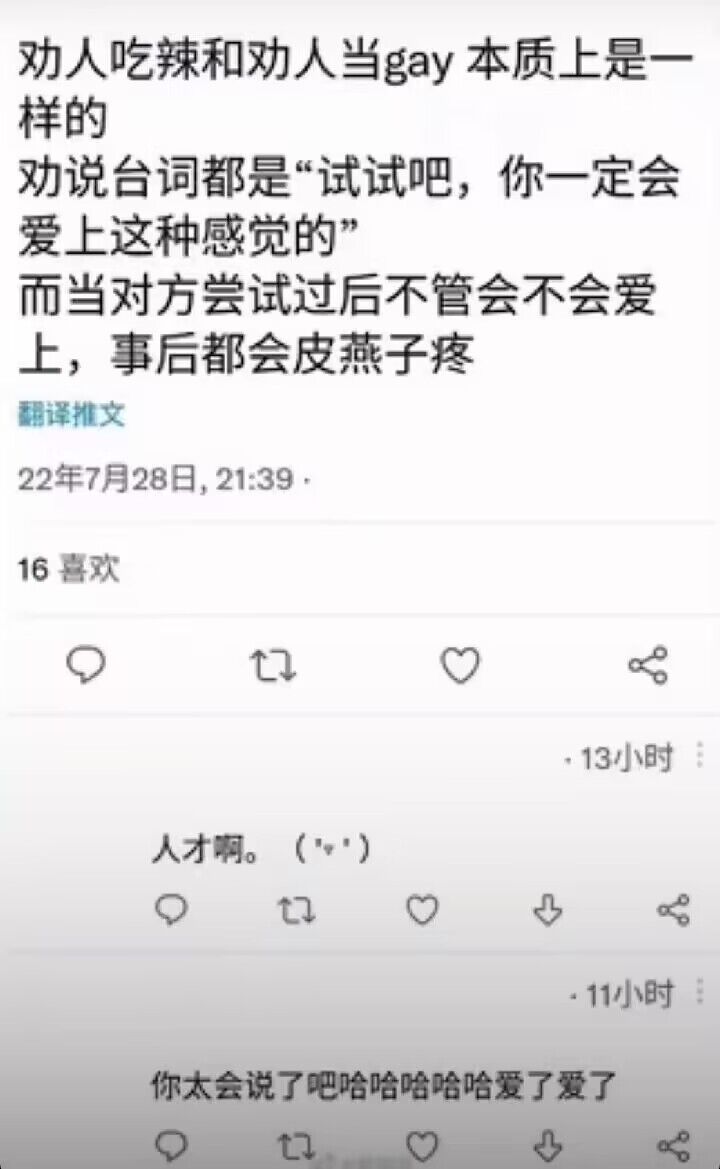 劝人吃辣和劝人当gay 本质上是一
样的
劝说台词都是“试试吧，你一定会
爱上这种感觉的”
而当对方尝试过后不管会不会爱
上，事后都会皮燕子疼
翻译推文
22年7月28日, 21:39 ·
16 喜欢
· 13小时
人才啊。（ '▿ ' ）
· 11小时
你太会说了吧哈哈哈哈哈爱了爱了